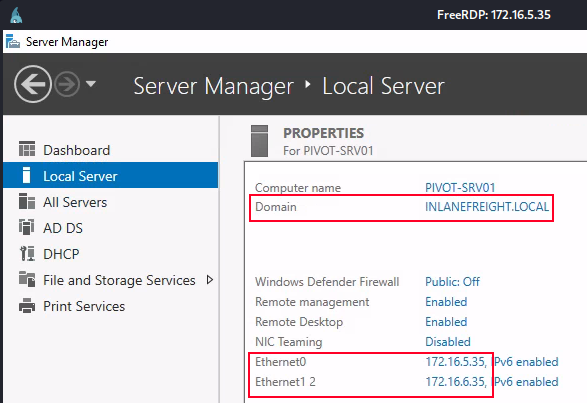 FreeRDP: 172.16.5.35
Server Manager
Server Manager ‣ Local Server
Dashboard
Local Server
All Servers
AD DS
DHCP
File and Storage Services
Print Services
PROPERTIES
For PIVOT-SRV01
Computer name PIVOT-SRV01
Domain INLANEFREIGHT.LOCAL
Windows Defender Firewall Public: Off
Remote management Enabled
Remote Desktop Enabled
NIC Teaming Disabled
Ethernet0 172.16.5.35, Pv6 enabled
Ethernet1 2 172.16.6.35, Pv6 enabled